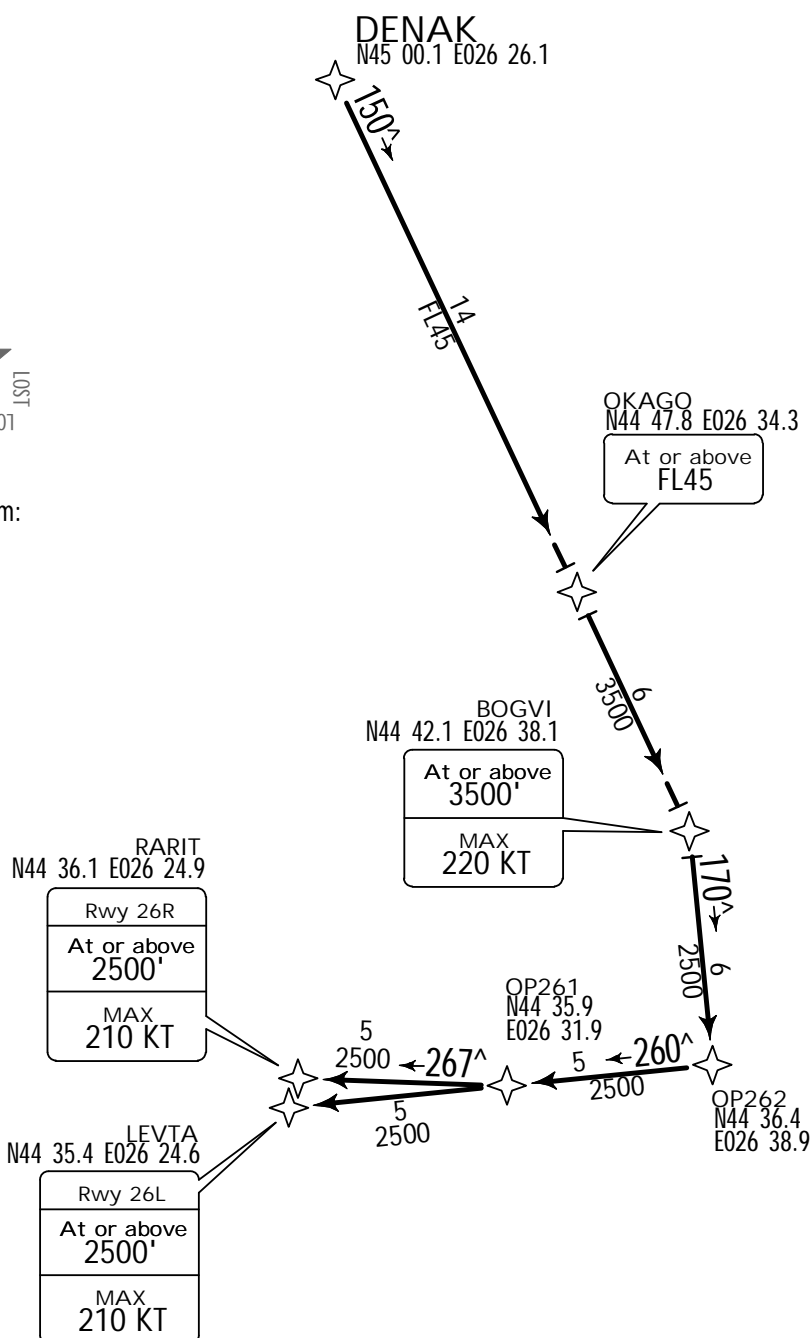 DENAK
N45 00.1 E026 26.1
150^
14
FL45
LOST
LO
m:
OKAGO
N44 47.8 E026 34.3
At or above
FL45
6
3500
BOGVI
N44 42.1 E026 38.1
At or above
3500'
MAX
220 KT
170^
6
2500
RARIT
N44 36.1 E026 24.9
Rwy 26R
At or above
2500'
MAX
210 KT
OP261
N44 35.9
E026 31.9
5
2500
267^
5
260^
2500
OP262
N44 36.4
E026 38.9
5
2500
LEVTA
N44 35.4 E026 24.6
Rwy 26L
At or above
2500'
MAX
210 KT